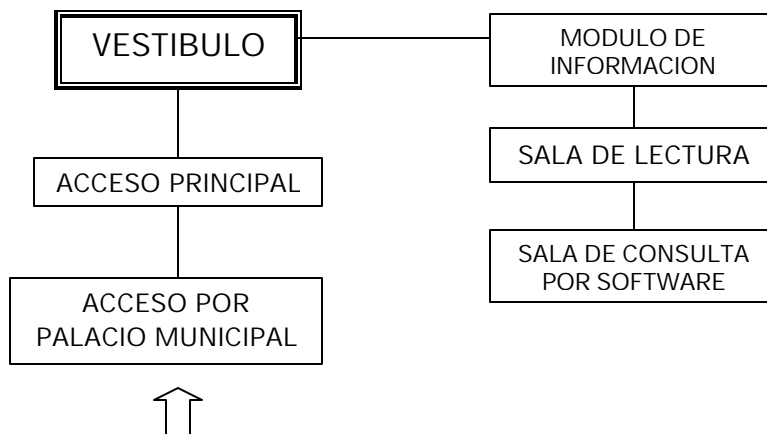 VESTIBULO
MODULO DE
INFORMACION
SALA DE LECTURA
ACCESO PRINCIPAL
SALA DE CONSULTA
POR SOFTWARE
ACCESO POR
PALACIO MUNICIPAL